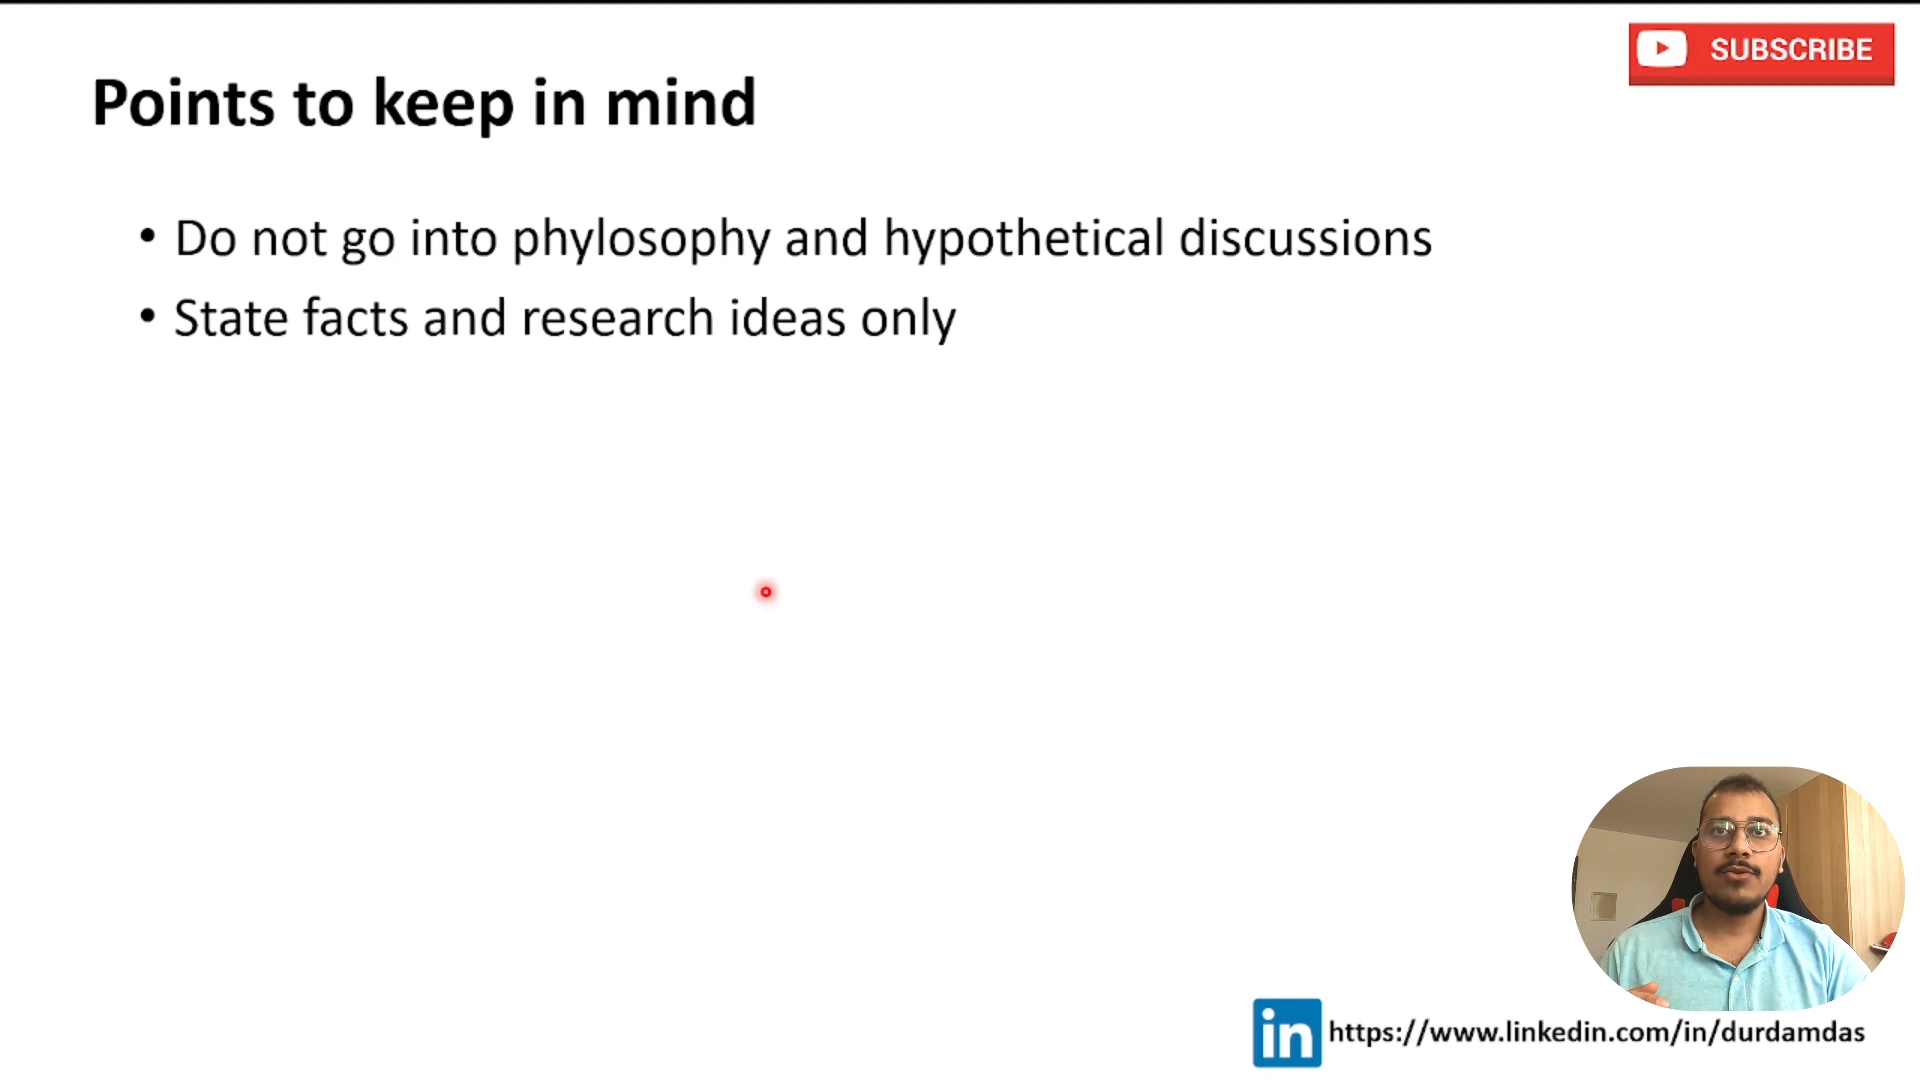 SUBSCRIBE
Points to keep in mind
• Do not go into phylosophy and hypothetical discussions
• State facts and research ideas only
in https://www.linkedin.com/in/durdamdas